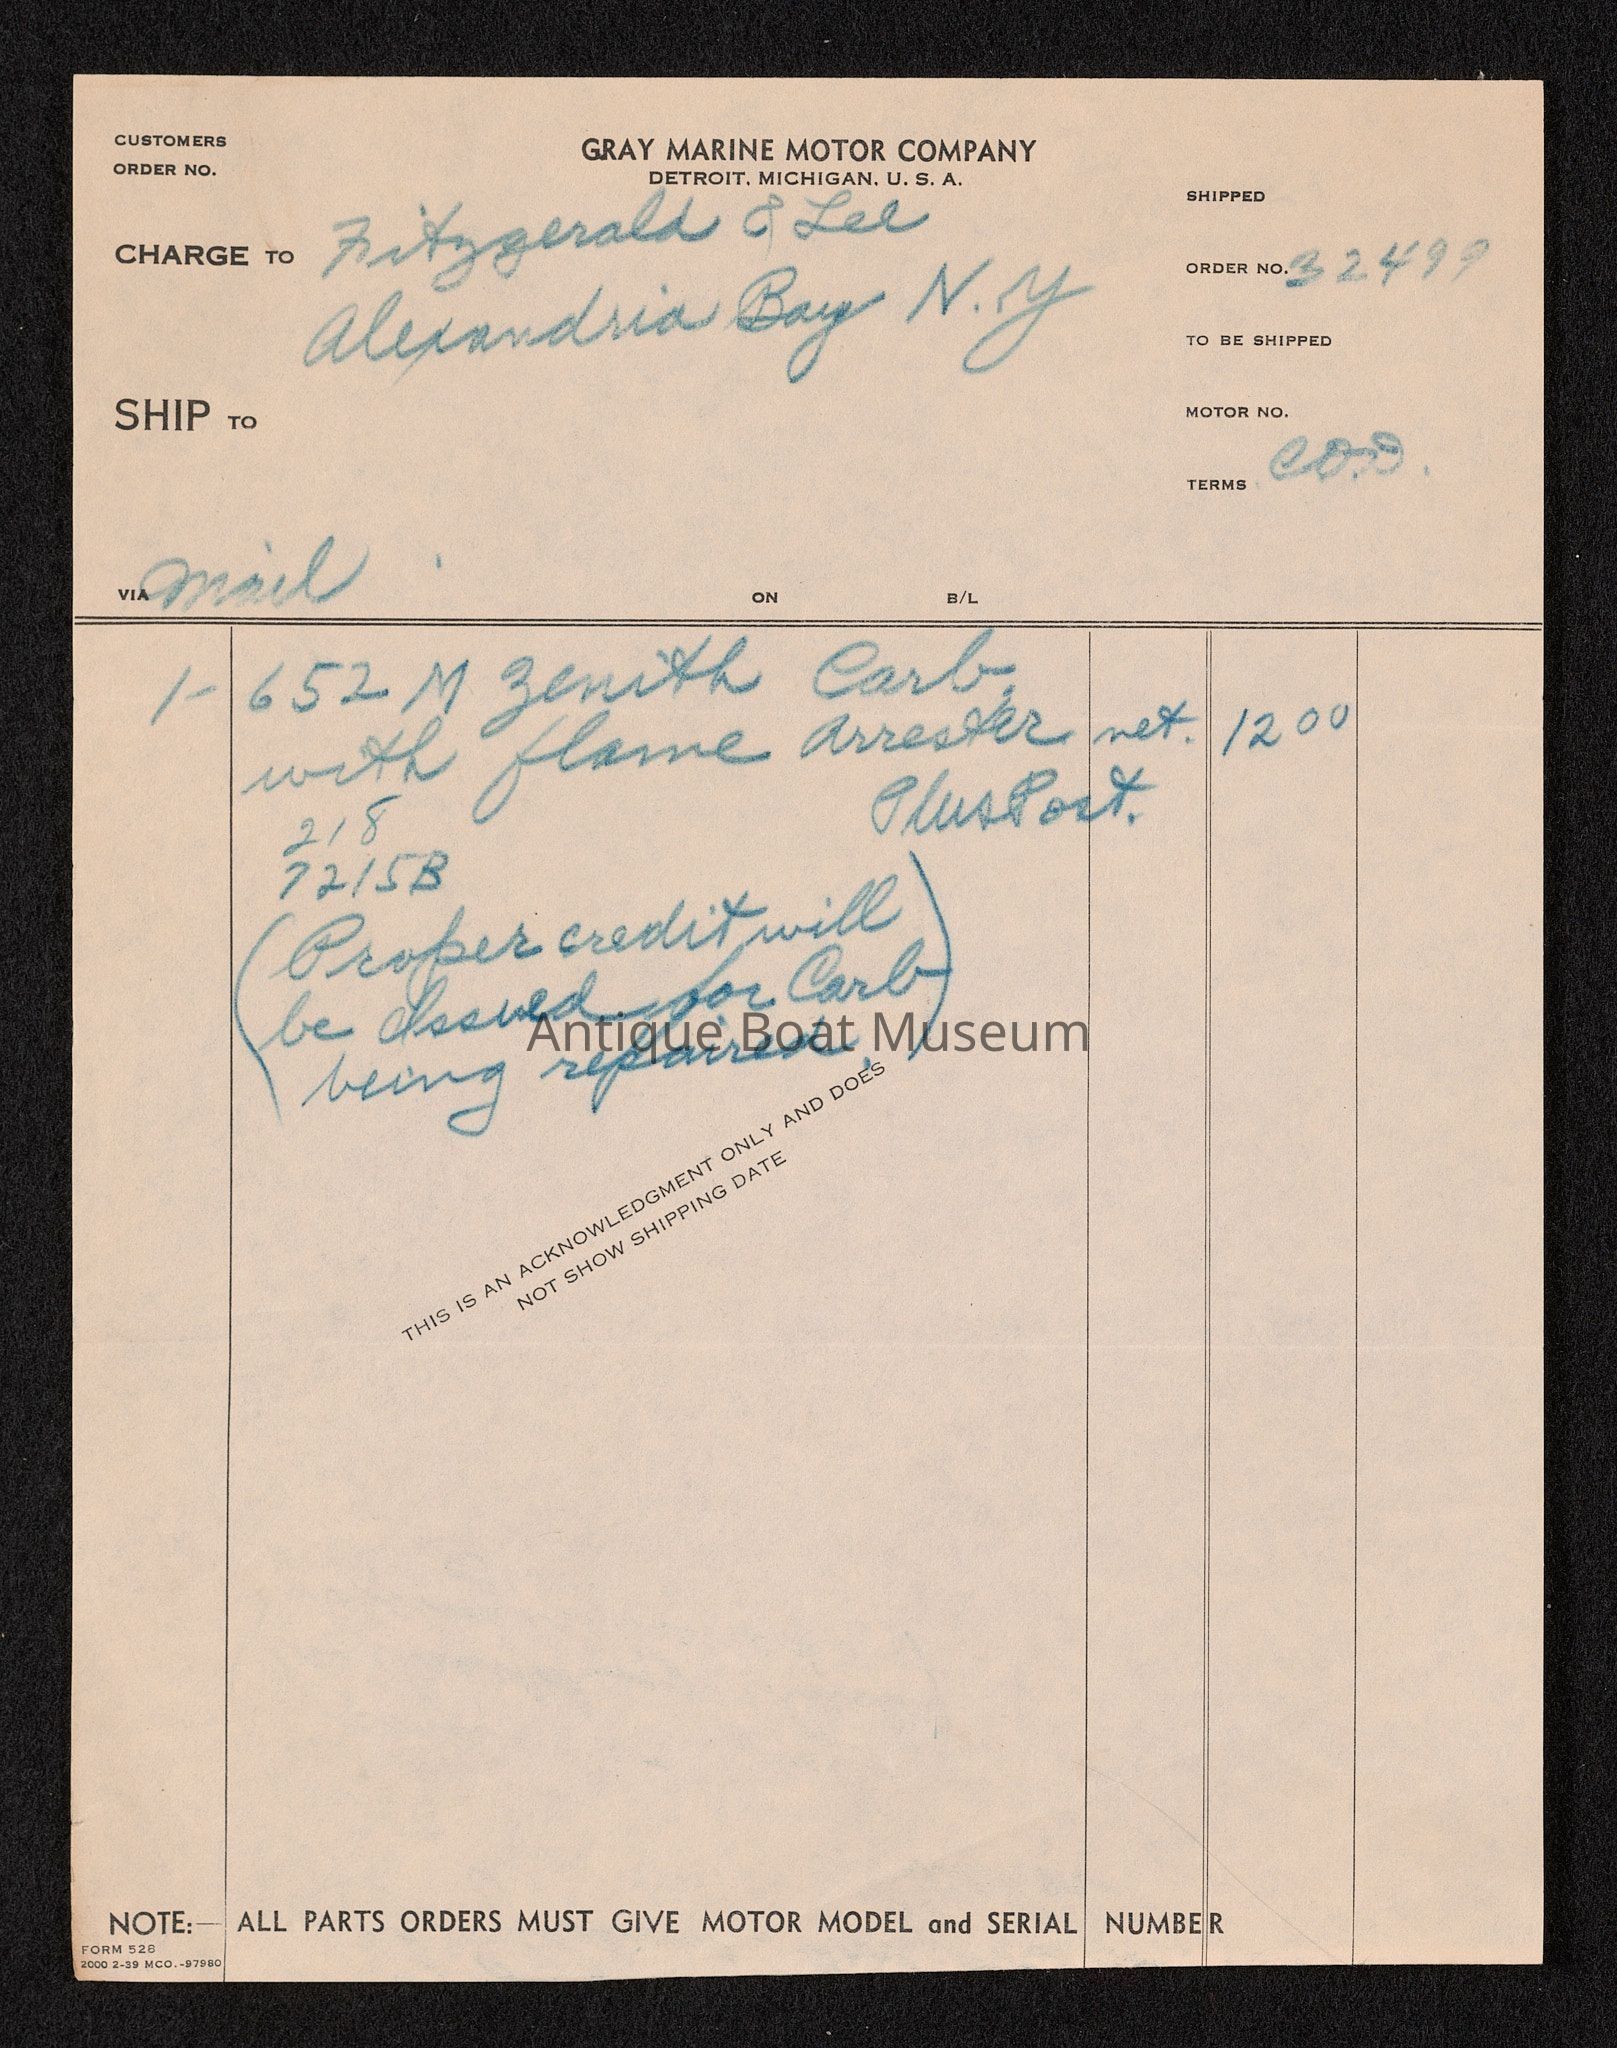 CUSTOMERS
ORDER NO.
GRAY MARINE MOTOR COMPANY
DETROIT, MICHIGAN, U. S. A.
SHIPPED
CHARGE TO Fitzgerald & Lee
Alexandria Bay N.Y
ORDER NO. 32499
TO BE SHIPPED
SHIP TO
MOTOR NO.
TERMS C.O.D.
VIA Mail
ON
B/L
1- 652 M Zenith Carb,
with flame Arrester net. 12 00
218 Plus Post.
7215B
(Proper credit will
be Issued for Carb
being repaired.)
Antique Boat Museum
THIS IS AN ACKNOWLEDGMENT ONLY AND DOES
NOT SHOW SHIPPING DATE
NOTE:— ALL PARTS ORDERS MUST GIVE MOTOR MODEL and SERIAL NUMBER
FORM 528
2000 2-39 MCO.-97980